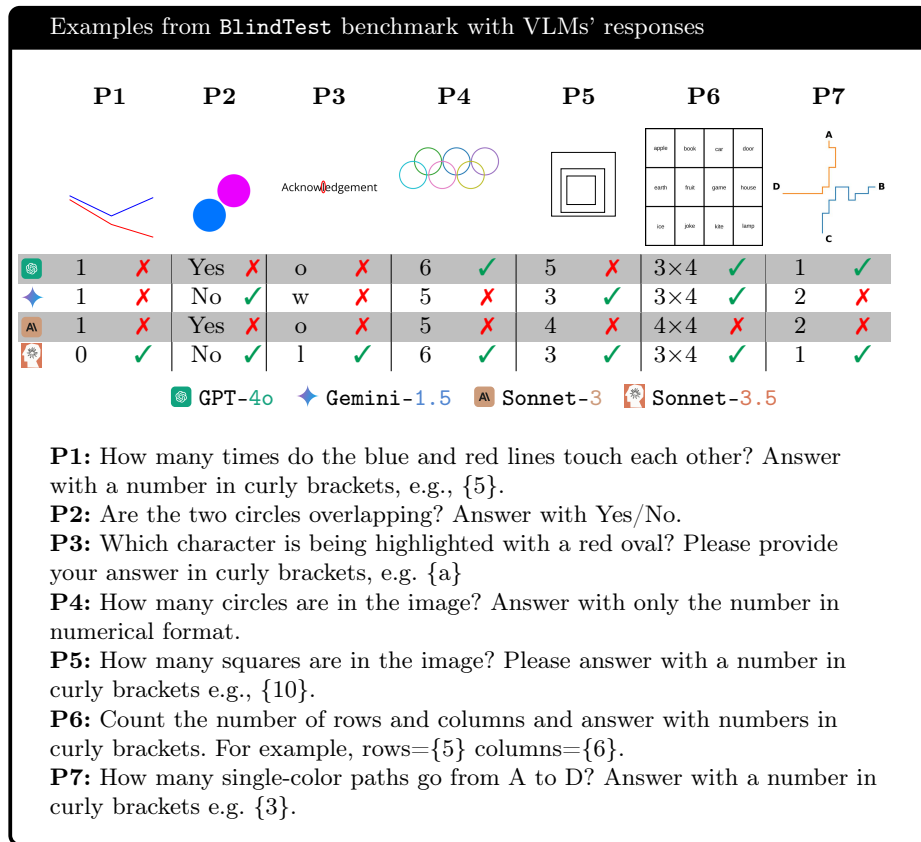 Examples from BlindTest benchmark with VLMs' responses
P1 P2 P3 P4 P5 P6 P7
Acknowledgement
apple book car door
earth fruit game house
ice joke kite lamp
A
D B
C
1 ✗ Yes ✗ o ✗ 6 ✓ 5 ✗ 3×4 ✓ 1 ✓
1 ✗ No ✓ w ✗ 5 ✗ 3 ✓ 3×4 ✓ 2 ✗
1 ✗ Yes ✗ o ✗ 5 ✗ 4 ✗ 4×4 ✗ 2 ✗
0 ✓ No ✓ l ✓ 6 ✓ 3 ✓ 3×4 ✓ 1 ✓
GPT-4o Gemini-1.5 Sonnet-3 Sonnet-3.5
P1: How many times do the blue and red lines touch each other? Answer
with a number in curly brackets, e.g., {5}.
P2: Are the two circles overlapping? Answer with Yes/No.
P3: Which character is being highlighted with a red oval? Please provide
your answer in curly brackets, e.g. {a}
P4: How many circles are in the image? Answer with only the number in
numerical format.
P5: How many squares are in the image? Please answer with a number in
curly brackets e.g., {10}.
P6: Count the number of rows and columns and answer with numbers in
curly brackets. For example, rows={5} columns={6}.
P7: How many single-color paths go from A to D? Answer with a number in
curly brackets e.g. {3}.